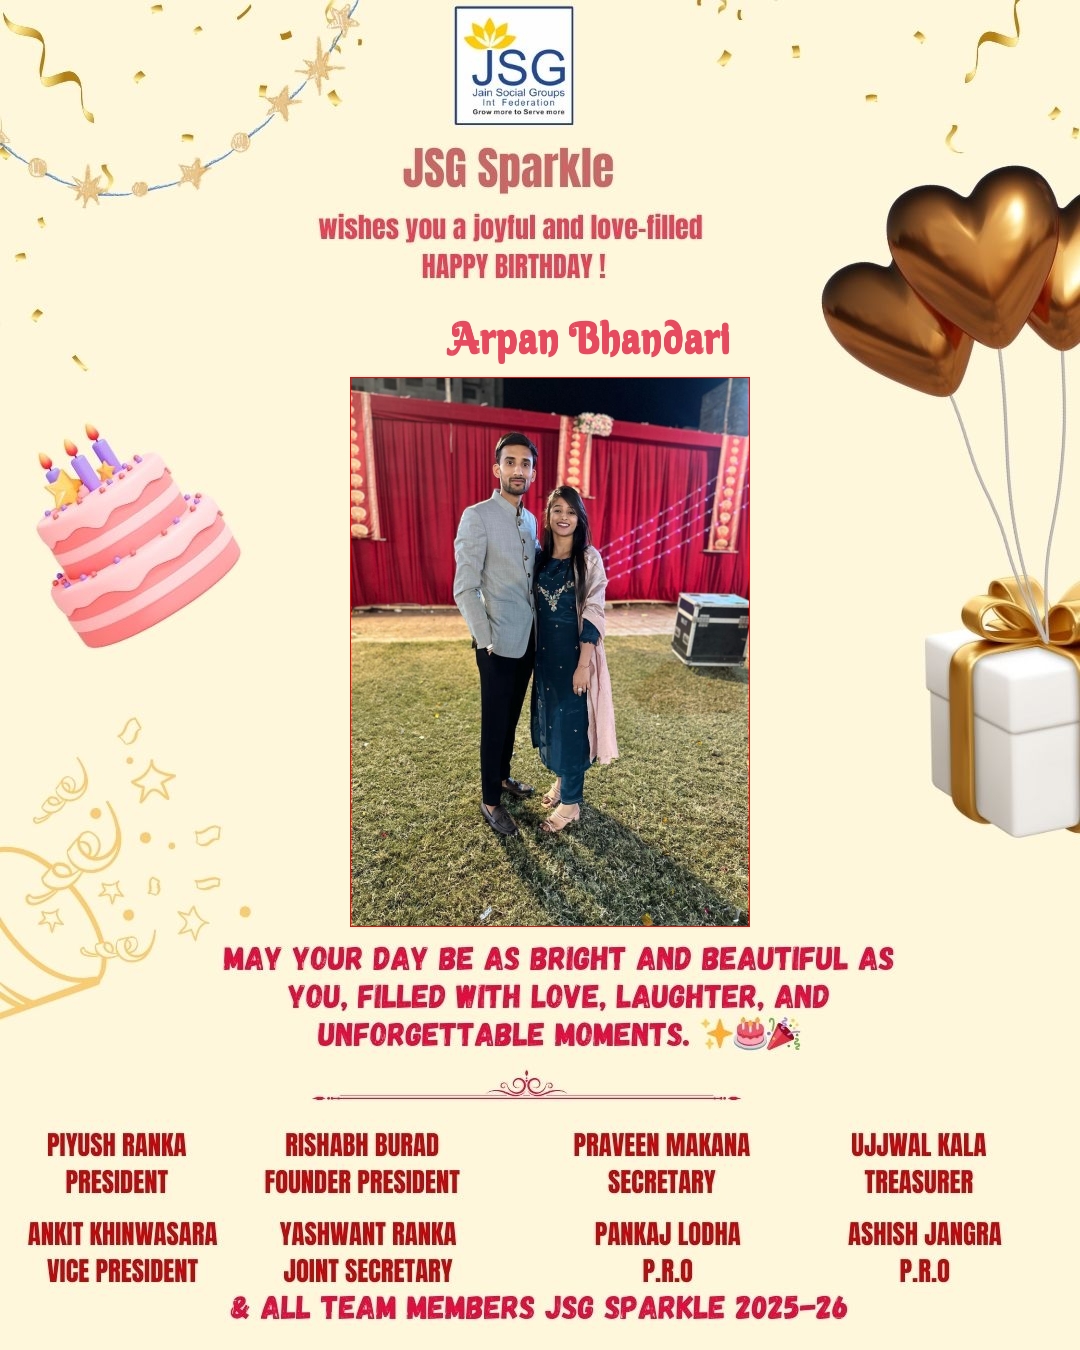 JSG
Jain Social Groups
Int Federation
Grow more to Serve more
JSG Sparkle
wishes you a joyful and love-filled
HAPPY BIRTHDAY !
Arpan Bhandari
MAY YOUR DAY BE AS BRIGHT AND BEAUTIFUL AS
YOU, FILLED WITH LOVE, LAUGHTER, AND
UNFORGETTABLE MOMENTS. ✨🎂🎉
PIYUSH RANKA
PRESIDENT
RISHABH BURAD
FOUNDER PRESIDENT
PRAVEEN MAKANA
SECRETARY
UJJWAL KALA
TREASURER
ANKIT KHINWASARA
VICE PRESIDENT
YASHWANT RANKA
JOINT SECRETARY
PANKAJ LODHA
P.R.O
ASHISH JANGRA
P.R.O
& ALL TEAM MEMBERS JSG SPARKLE 2025-26